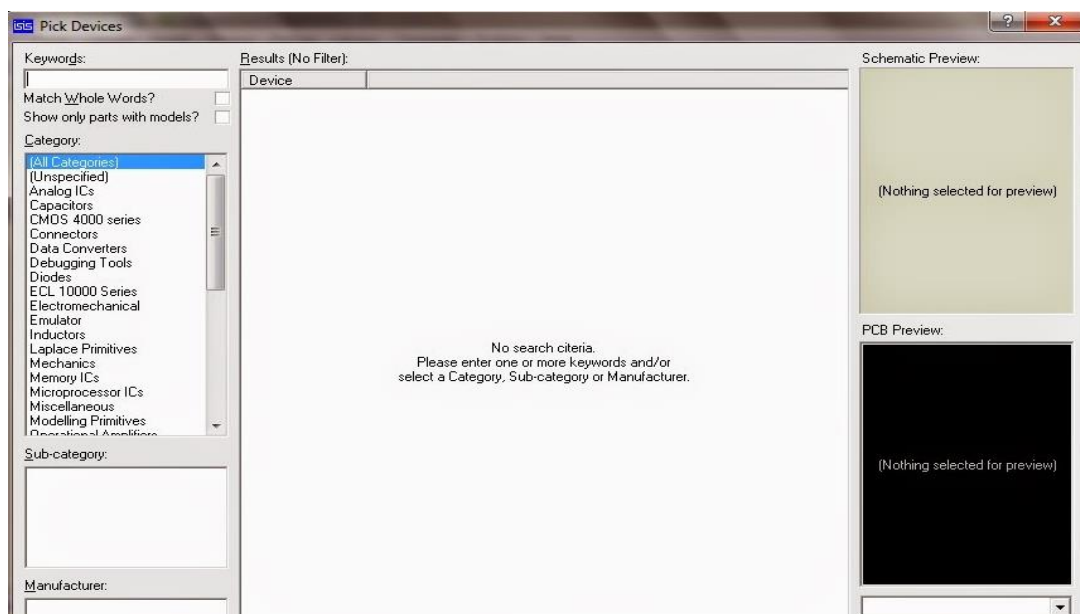 isis Pick Devices
Keywords:
Match Whole Words?
Show only parts with models?
Category:
(All Categories)
(Unspecified)
Analog ICs
Capacitors
CMOS 4000 series
Connectors
Data Converters
Debugging Tools
Diodes
ECL 10000 Series
Electromechanical
Emulator
Inductors
Laplace Primitives
Mechanics
Memory ICs
Microprocessor ICs
Miscellaneous
Modelling Primitives
Operational Amplifiers
Sub-category:
Manufacturer:
Results (No Filter):
Device
No search citeria.
Please enter one or more keywords and/or
select a Category, Sub-category or Manufacturer.
Schematic Preview:
(Nothing selected for preview)
PCB Preview:
(Nothing selected for preview)